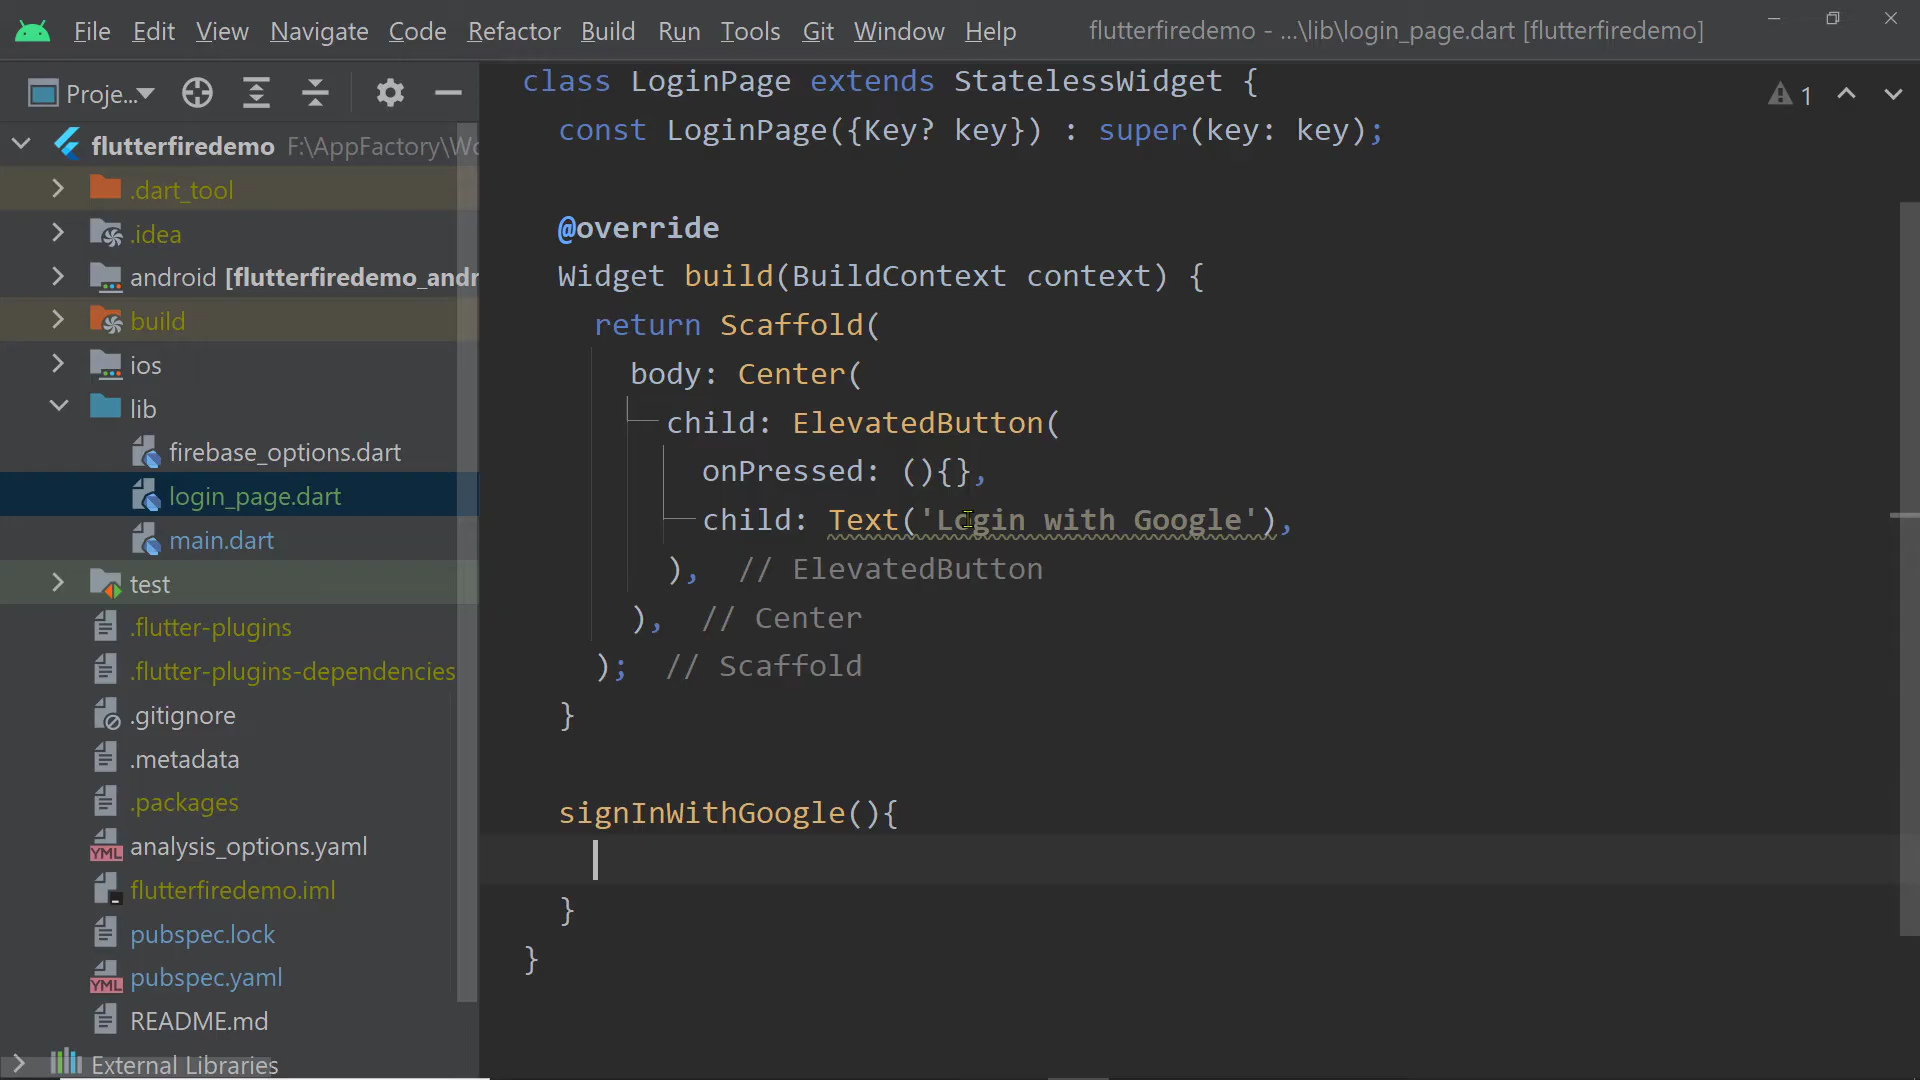 File Edit View Navigate Code Refactor Build Run Tools Git Window Help flutterfiredemo - ...\lib\login_page.dart [flutterfiredemo]
Proje...
flutterfiredemo F:\AppFactory\Wo
.dart_tool
.idea
android [flutterfiredemo_andr
build
ios
lib
firebase_options.dart
login_page.dart
main.dart
test
.flutter-plugins
.flutter-plugins-dependencies
.gitignore
.metadata
.packages
analysis_options.yaml
flutterfiredemo.iml
pubspec.lock
pubspec.yaml
README.md
External Libraries
class LoginPage extends StatelessWidget {
const LoginPage({Key? key}) : super(key: key);
@override
Widget build(BuildContext context) {
return Scaffold(
body: Center(
child: ElevatedButton(
onPressed: (){},
child: Text('Login with Google'),
), // ElevatedButton
), // Center
); // Scaffold
}
signInWithGoogle(){
}
}
1